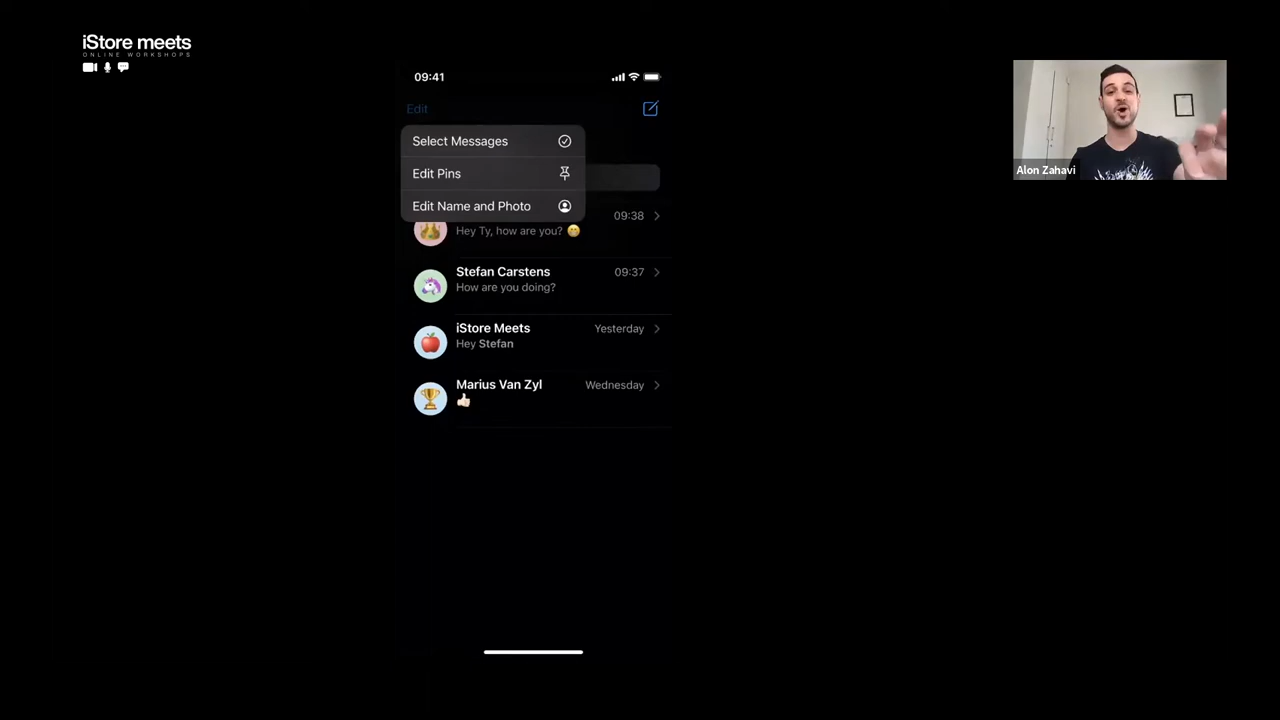 iStore meets
ONLINE WORKSHOPS
09:41
Edit
Select Messages
Edit Pins
Edit Name and Photo
09:38
Hey Ty, how are you? 🤭
Stefan Carstens 09:37
How are you doing?
iStore Meets Yesterday
Hey Stefan
Marius Van Zyl Wednesday
👍🏻
Alon Zahavi